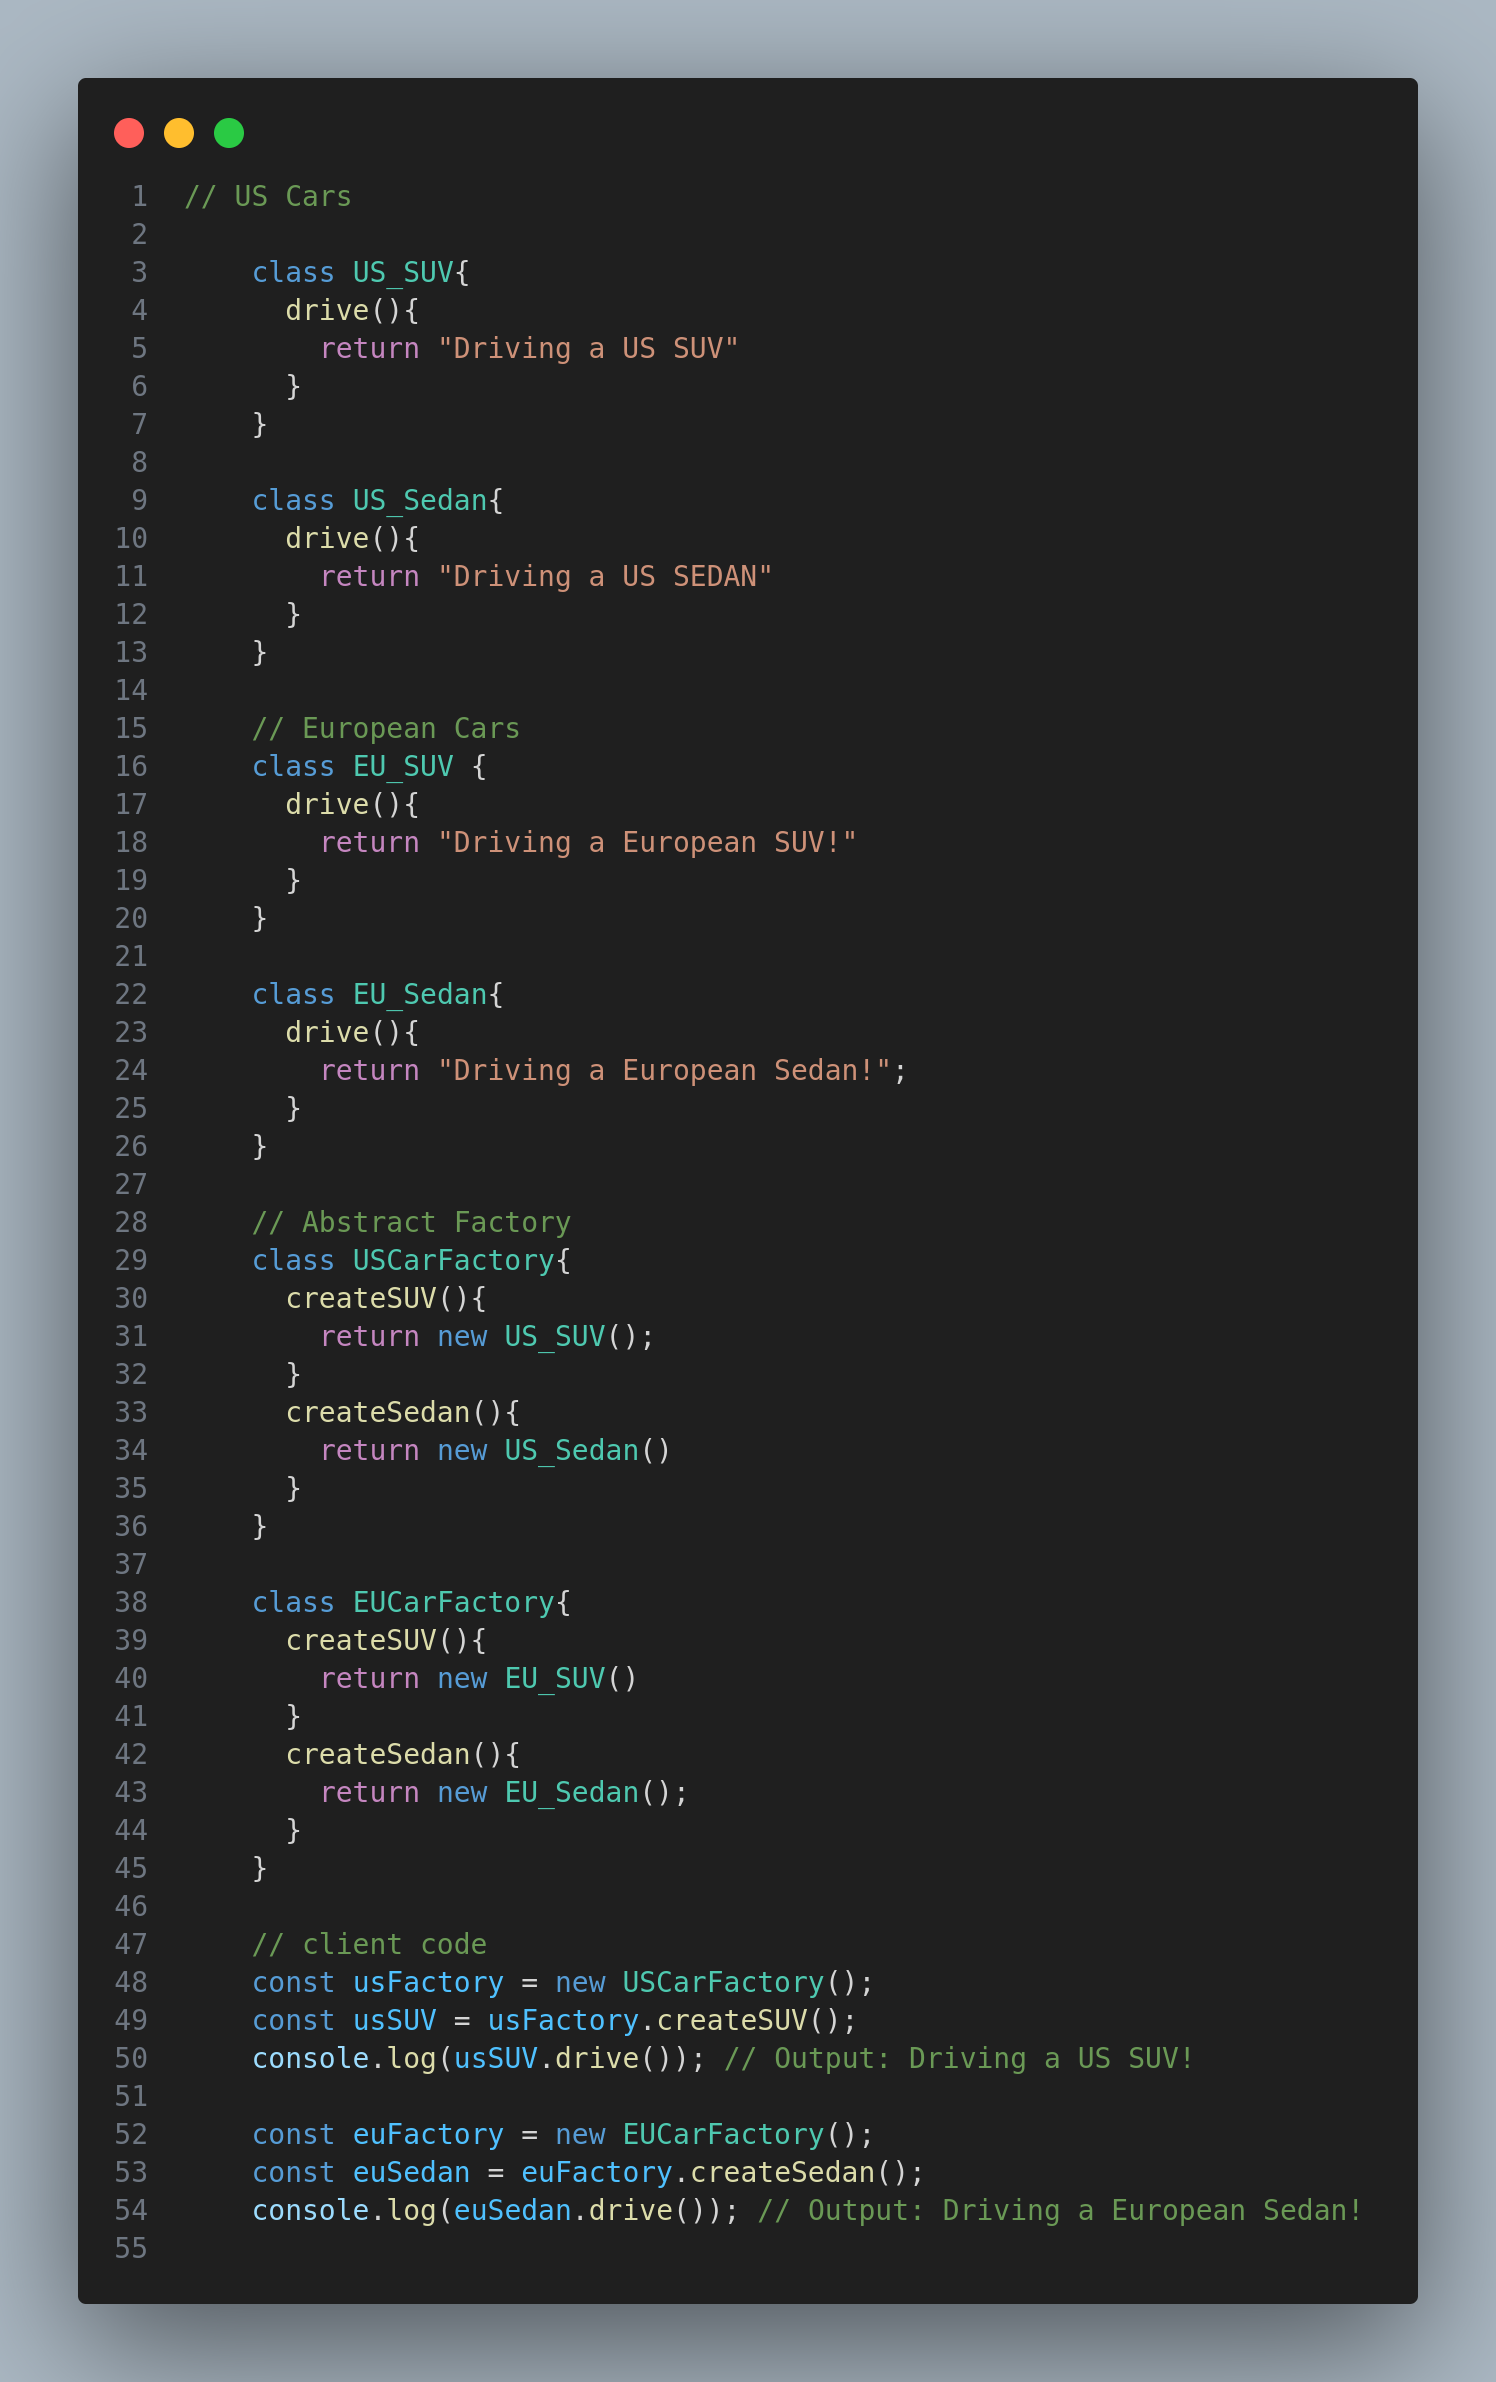 1 // US Cars
2
3     class US_SUV{
4       drive(){
5         return "Driving a US SUV"
6       }
7     }
8
9     class US_Sedan{
10       drive(){
11         return "Driving a US SEDAN"
12       }
13     }
14
15     // European Cars
16     class EU_SUV {
17       drive(){
18         return "Driving a European SUV!"
19       }
20     }
21
22     class EU_Sedan{
23       drive(){
24         return "Driving a European Sedan!";
25       }
26     }
27
28     // Abstract Factory
29     class USCarFactory{
30       createSUV(){
31         return new US_SUV();
32       }
33       createSedan(){
34         return new US_Sedan()
35       }
36     }
37
38     class EUCarFactory{
39       createSUV(){
40         return new EU_SUV()
41       }
42       createSedan(){
43         return new EU_Sedan();
44       }
45     }
46
47     // client code
48     const usFactory = new USCarFactory();
49     const usSUV = usFactory.createSUV();
50     console.log(usSUV.drive()); // Output: Driving a US SUV!
51
52     const euFactory = new EUCarFactory();
53     const euSedan = euFactory.createSedan();
54     console.log(euSedan.drive()); // Output: Driving a European Sedan!
55